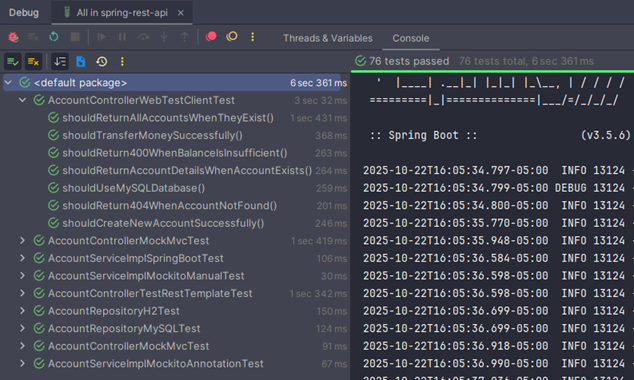 Debug All in spring-rest-api
Threads & Variables Console
76 tests passed 76 tests total, 6 sec 361 ms
<default package> 6 sec 361 ms
AccountControllerWebTestClientTest 3 sec 32 ms
shouldReturnAllAccountsWhenTheyExist() 1 sec 431 ms
shouldTransferMoneySuccessfully() 368 ms
shouldReturn400WhenBalanceIsInsufficient() 263 ms
shouldReturnAccountDetailsWhenAccountExists() 264 ms
shouldUseMySQLDatabase() 259 ms
shouldReturn404WhenAccountNotFound() 201 ms
shouldCreateNewAccountSuccessfully() 246 ms
AccountControllerMockMvcTest 1 sec 419 ms
AccountServiceImplSpringBootTest 106 ms
AccountServiceImplMockitoManualTest 30 ms
AccountControllerTestRestTemplateTest 1 sec 342 ms
AccountRepositoryH2Test 150 ms
AccountRepositoryMySQLTest 124 ms
AccountControllerMockMvcTest 91 ms
AccountServiceImplMockitoAnnotationTest 67 ms
'  |____| .__|_| |_|_| |_\__, | / / / /
=========|_|==============|___/=/_/_/_/
:: Spring Boot :: (v3.5.6)
2025-10-22T16:05:34.797-05:00 INFO 13124
2025-10-22T16:05:34.799-05:00 DEBUG 13124
2025-10-22T16:05:34.800-05:00 INFO 13124
2025-10-22T16:05:35.770-05:00 INFO 13124
2025-10-22T16:05:35.948-05:00 INFO 13124
2025-10-22T16:05:36.584-05:00 INFO 13124
2025-10-22T16:05:36.598-05:00 INFO 13124
2025-10-22T16:05:36.598-05:00 INFO 13124
2025-10-22T16:05:36.699-05:00 INFO 13124
2025-10-22T16:05:36.699-05:00 INFO 13124
2025-10-22T16:05:36.918-05:00 INFO 13124
2025-10-22T16:05:36.990-05:00 INFO 13124